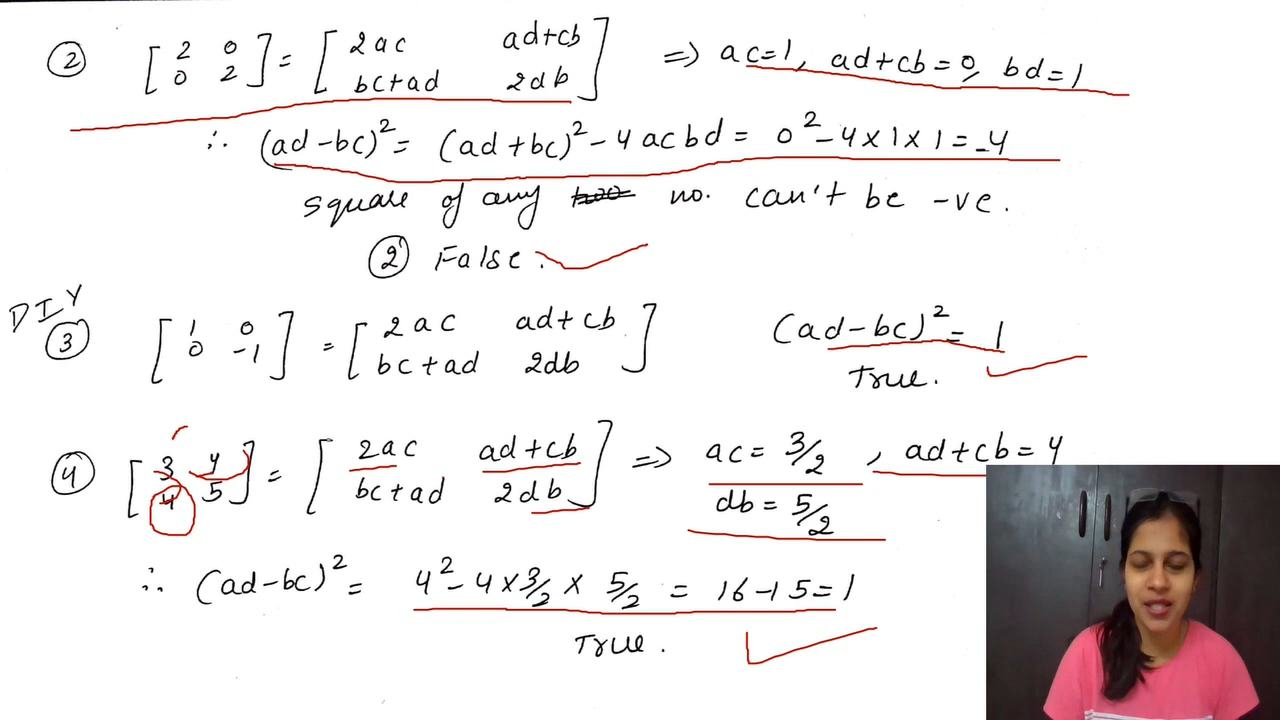 ② [2 0 0 2] = [2ac ad+cb bc+ad 2db] => ac=1, ad+cb=0, bd=1
∴ (ad-bc)² = (ad+bc)² - 4acbd = 0² - 4×1×1 = -4
square of any no. can't be -ve.
② False.
DIY
③ [1 0 0 -1] = [2ac ad+cb bc+ad 2db] (ad-bc)² = 1
True.
④ [3 4 4 5] = [2ac ad+cb bc+ad 2db] => ac = 3/2, ad+cb = 4
db = 5/2
∴ (ad-bc)² = 4² - 4×3/2 × 5/2 = 16-15=1
True.